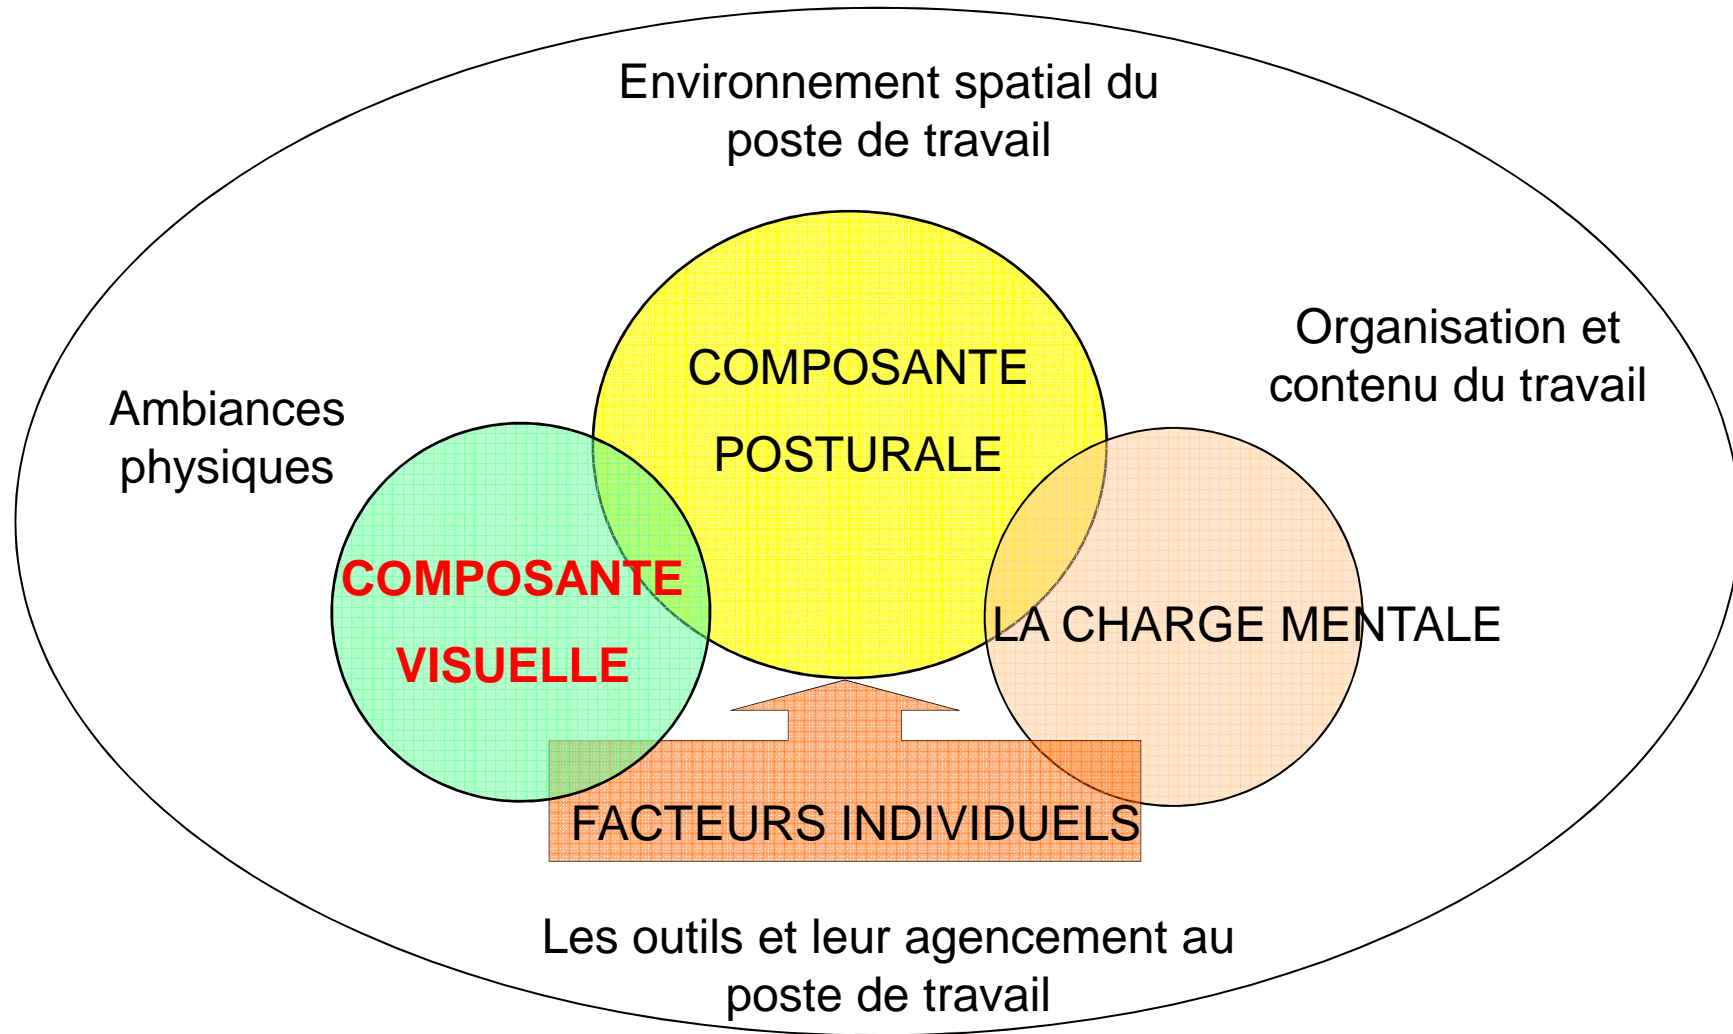 Environnement spatial du
poste de travail
Organisation et
contenu du travail
Ambiances
physiques
COMPOSANTE
POSTURALE
COMPOSANTE
VISUELLE
LA CHARGE MENTALE
FACTEURS INDIVIDUELS
Les outils et leur agencement au
poste de travail